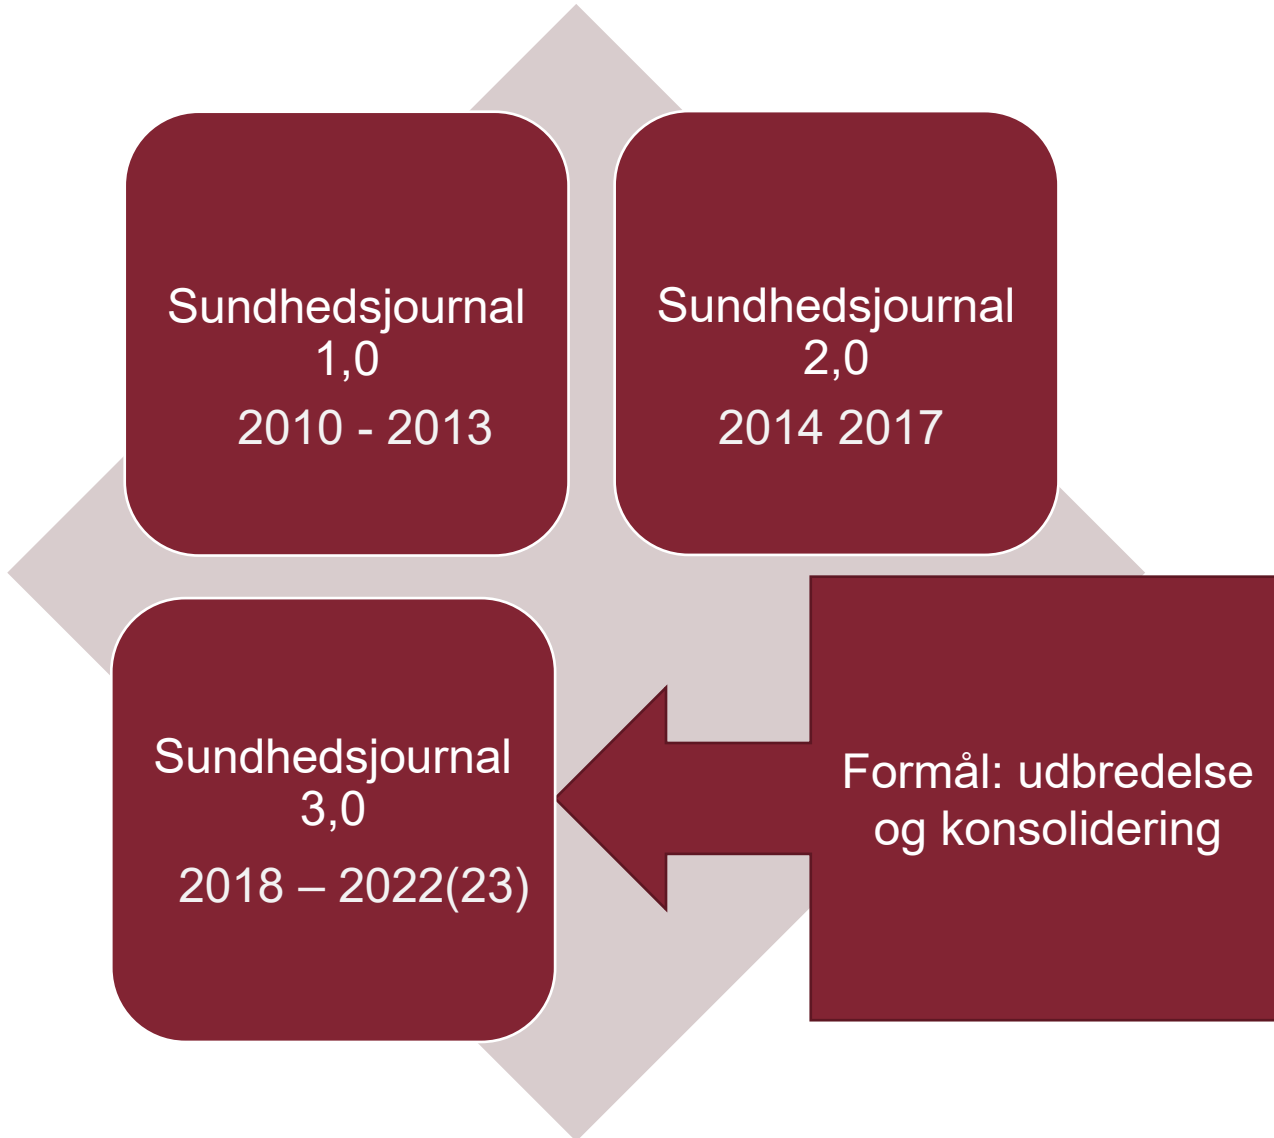 Sundhedsjournal
1,0
2010 - 2013
Sundhedsjournal
2,0
2014 2017
Sundhedsjournal
3,0
2018 – 2022(23)
Formål: udbredelse
og konsolidering